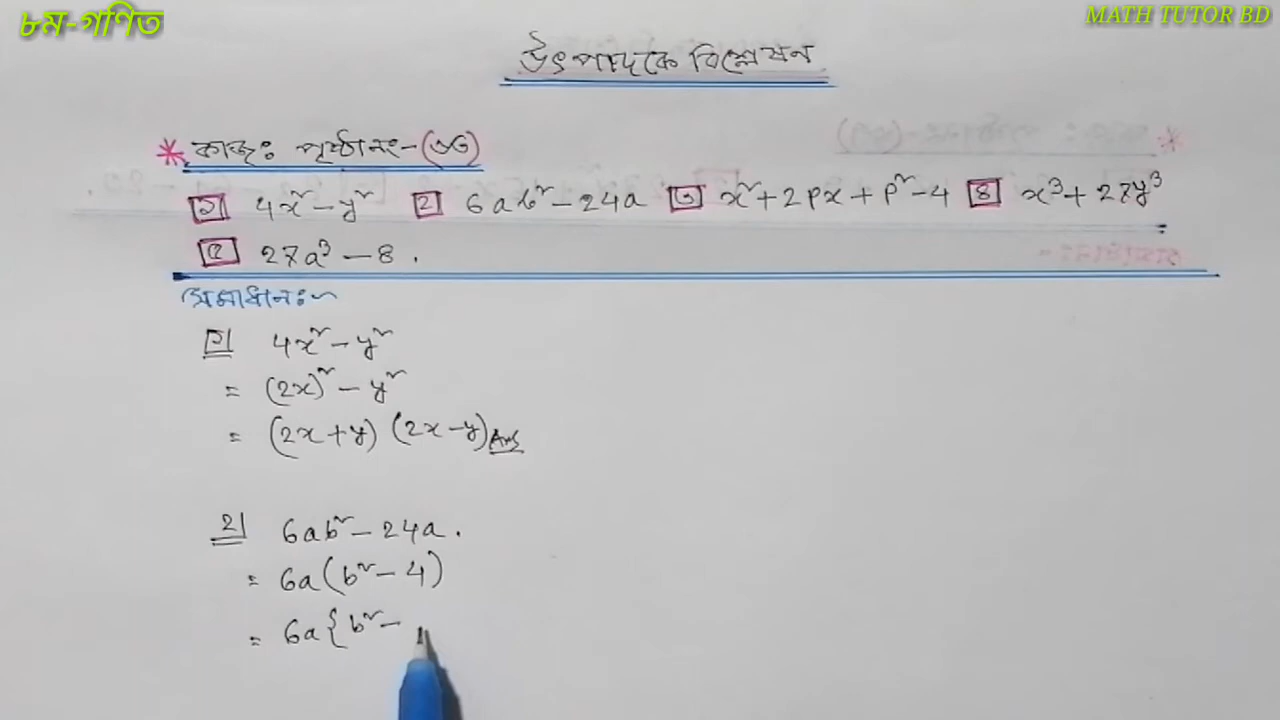 ৮ম-গণিত
MATH TUTOR BD
উৎপাদকে বিশ্লেষন
* কাজঃ পৃষ্ঠা নং-(৬৩)
১ 4x² - y² ২ 6ab² - 24a ৩ x² + 2px + p² - 4 ৪ x³ + 27y³
৫ 27a³ - 8 .
সমাধানঃ~
১। 4x² - y²
= (2x)² - y²
= (2x + y) (2x - y) Ans
২। 6ab² - 24a .
= 6a(b² - 4)
= 6a{b² -